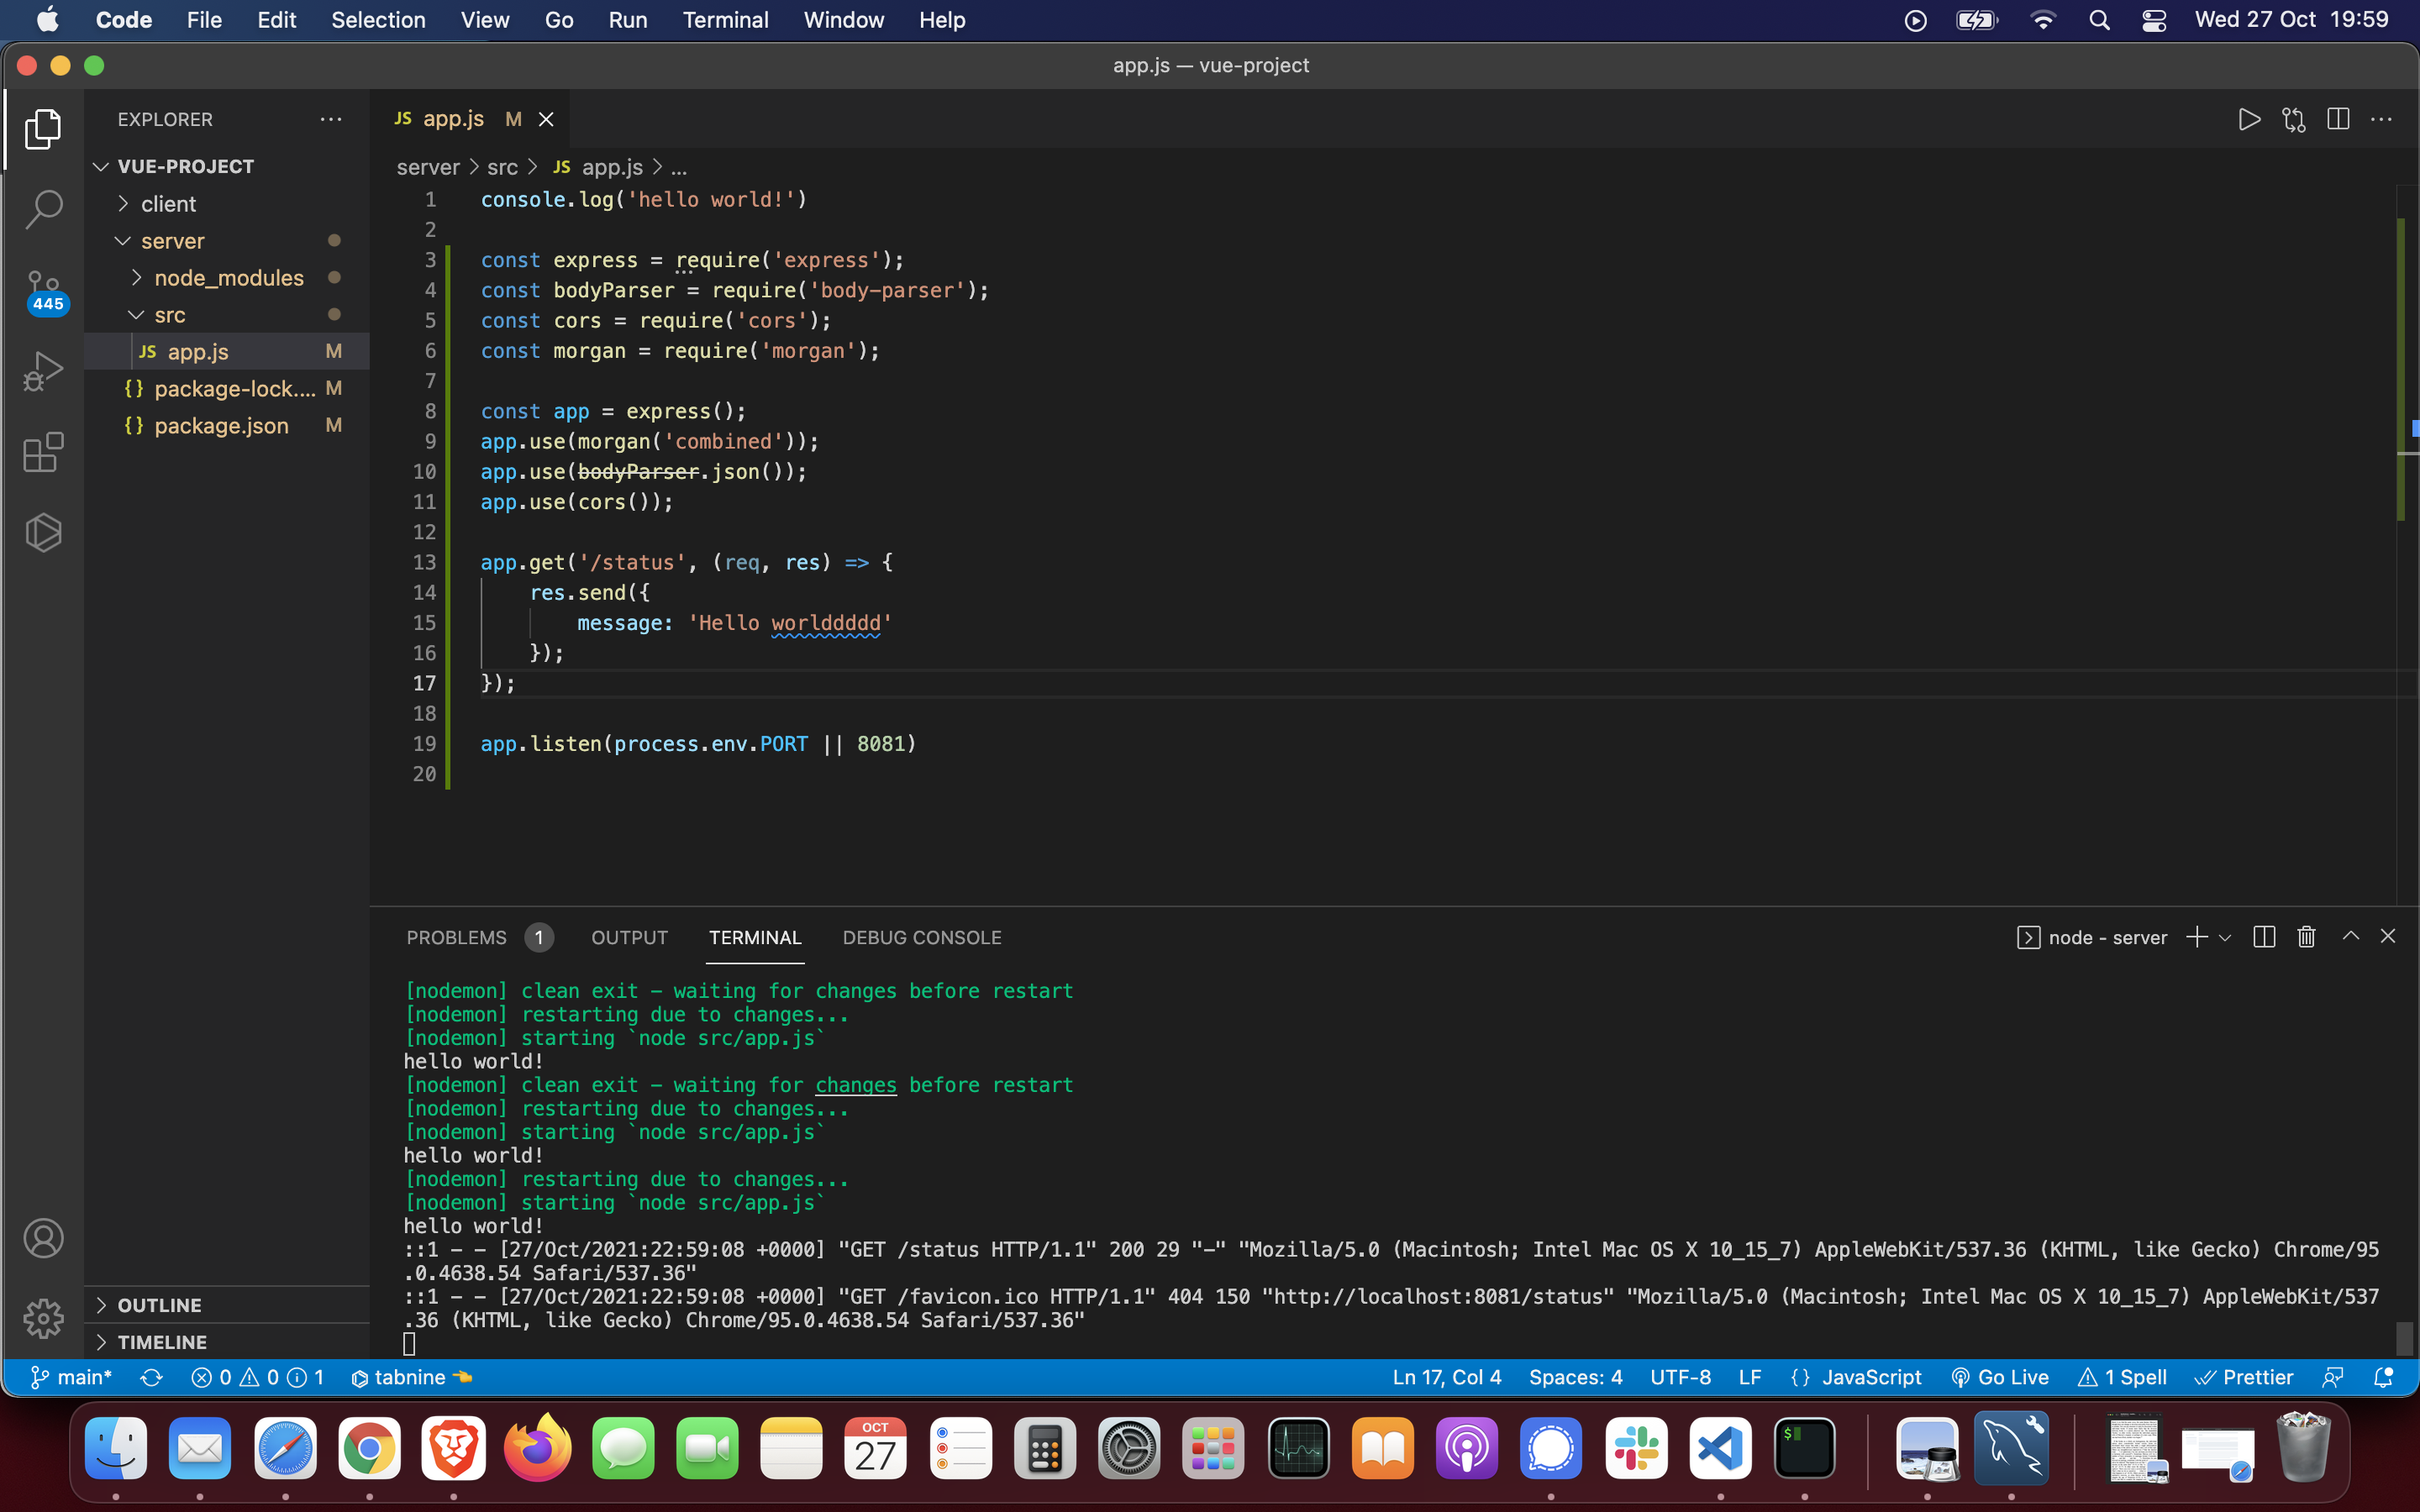 Code File Edit Selection View Go Run Terminal Window Help Wed 27 Oct 19:59
app.js — vue-project
EXPLORER
VUE-PROJECT
client
server
node_modules
src
JS app.js M
{} package-lock.... M
{} package.json M
445
OUTLINE
TIMELINE
JS app.js M
server > src > JS app.js > ...
1 console.log('hello world!')
2
3 const express = require('express');
4 const bodyParser = require('body-parser');
5 const cors = require('cors');
6 const morgan = require('morgan');
7
8 const app = express();
9 app.use(morgan('combined'));
10 app.use(bodyParser.json());
11 app.use(cors());
12
13 app.get('/status', (req, res) => {
14 res.send({
15 message: 'Hello worlddddd'
16 });
17 });
18
19 app.listen(process.env.PORT || 8081)
20
PROBLEMS 1 OUTPUT TERMINAL DEBUG CONSOLE node - server
[nodemon] clean exit - waiting for changes before restart
[nodemon] restarting due to changes...
[nodemon] starting `node src/app.js`
hello world!
[nodemon] clean exit - waiting for changes before restart
[nodemon] restarting due to changes...
[nodemon] starting `node src/app.js`
hello world!
[nodemon] restarting due to changes...
[nodemon] starting `node src/app.js`
hello world!
::1 - - [27/Oct/2021:22:59:08 +0000] "GET /status HTTP/1.1" 200 29 "-" "Mozilla/5.0 (Macintosh; Intel Mac OS X 10_15_7) AppleWebKit/537.36 (KHTML, like Gecko) Chrome/95
.0.4638.54 Safari/537.36"
::1 - - [27/Oct/2021:22:59:08 +0000] "GET /favicon.ico HTTP/1.1" 404 150 "http://localhost:8081/status" "Mozilla/5.0 (Macintosh; Intel Mac OS X 10_15_7) AppleWebKit/537
.36 (KHTML, like Gecko) Chrome/95.0.4638.54 Safari/537.36"
main* 0 0 1 tabnine Ln 17, Col 4 Spaces: 4 UTF-8 LF {} JavaScript Go Live 1 Spell Prettier
OCT
27
$